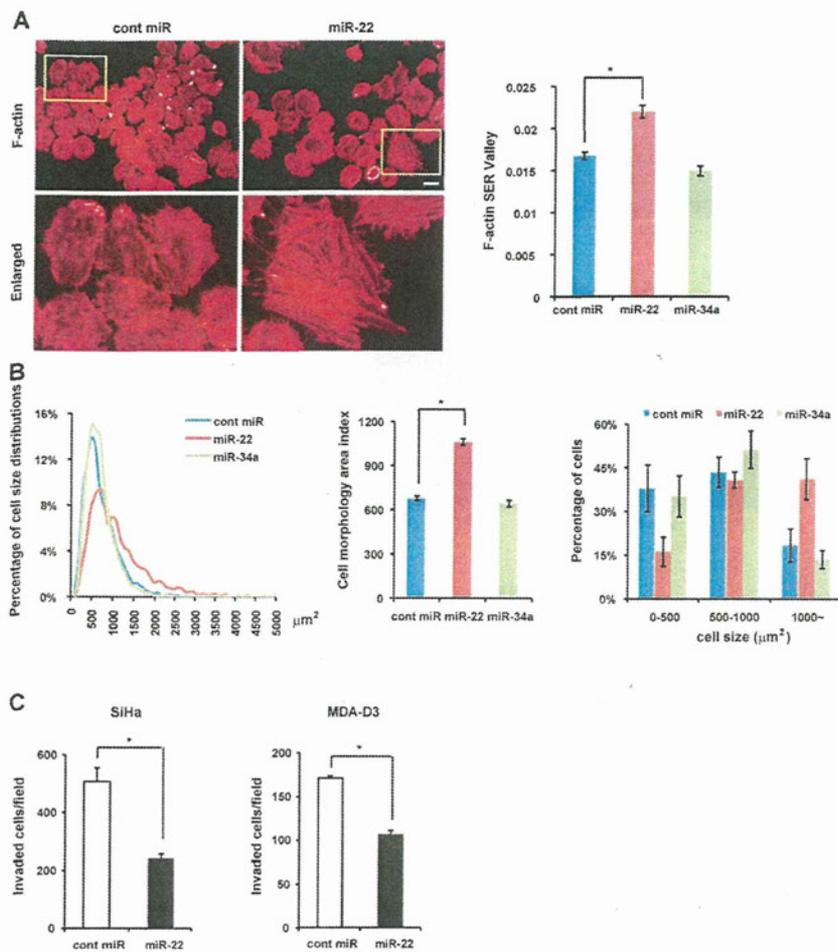 A
cont miR
miR-22
F-actin
Enlarged
*
F-actin SER Valley
0.025
0.02
0.015
0.01
0.005
0
cont miR
miR-22
miR-34a
B
Percentage of cell size distributions
16%
12%
8%
4%
0%
cont miR
miR-22
miR-34a
0
500
1000
1500
2000
2500
3000
3500
4000
4500
5000
μm²
*
Cell morphology area index
1200
900
600
300
0
cont miR
miR-22
miR-34a
cont miR
miR-22
miR-34a
Percentage of cells
60%
45%
30%
15%
0%
0-500
500-1000
1000~
cell size (μm²)
C
SiHa
*
Invaded cells/field
600
400
200
0
cont miR
miR-22
MDA-D3
*
Invaded cells/field
200
150
100
50
0
cont miR
miR-22